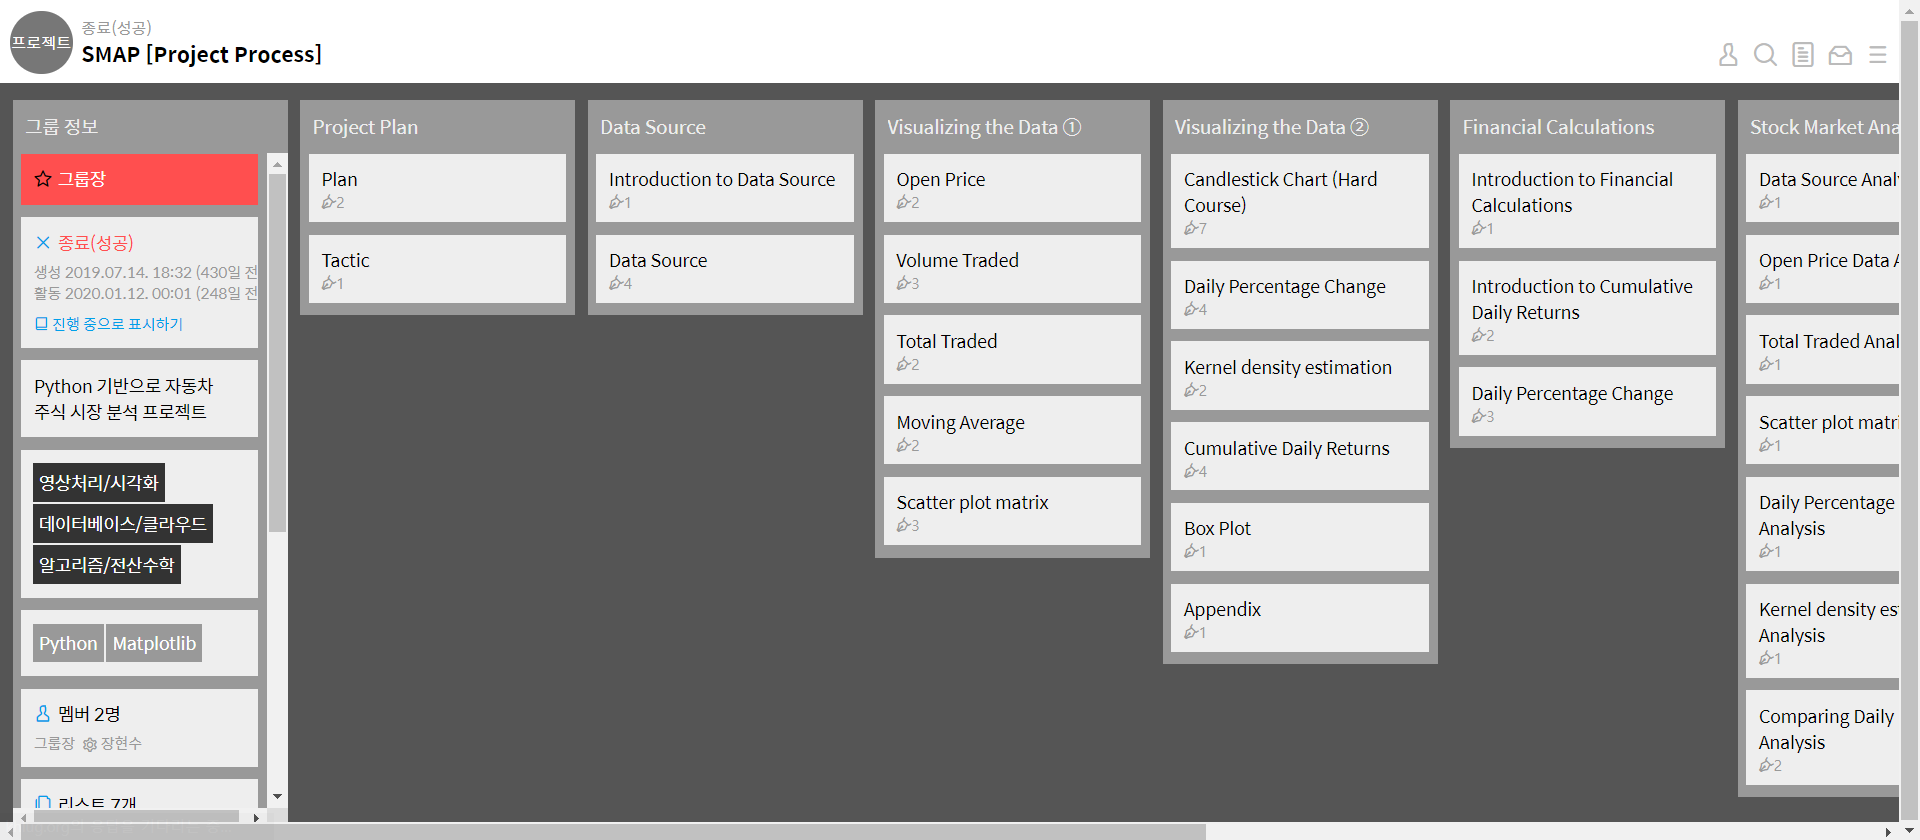 프로젝트
종료(성공)
SMAP [Project Process]
그룹 정보
그룹장
종료(성공)
생성 2019.07.14. 18:32 (430일 전
활동 2020.01.12. 00:01 (248일 전
진행 중으로 표시하기
Python 기반으로 자동차
주식 시장 분석 프로젝트
영상처리/시각화
데이터베이스/클라우드
알고리즘/전산수학
Python Matplotlib
멤버 2명
그룹장 장현수
리스트 7개
Project Plan
Plan
2
Tactic
1
Data Source
Introduction to Data Source
1
Data Source
4
Visualizing the Data ①
Open Price
2
Volume Traded
3
Total Traded
2
Moving Average
2
Scatter plot matrix
3
Visualizing the Data ②
Candlestick Chart (Hard
Course)
7
Daily Percentage Change
4
Kernel density estimation
2
Cumulative Daily Returns
4
Box Plot
1
Appendix
1
Financial Calculations
Introduction to Financial
Calculations
1
Introduction to Cumulative
Daily Returns
2
Daily Percentage Change
3
Stock Market Ana
Data Source Analy
1
Open Price Data A
1
Total Traded Anal
1
Scatter plot matri
1
Daily Percentage
Analysis
1
Kernel density es
Analysis
1
Comparing Daily
Analysis
2